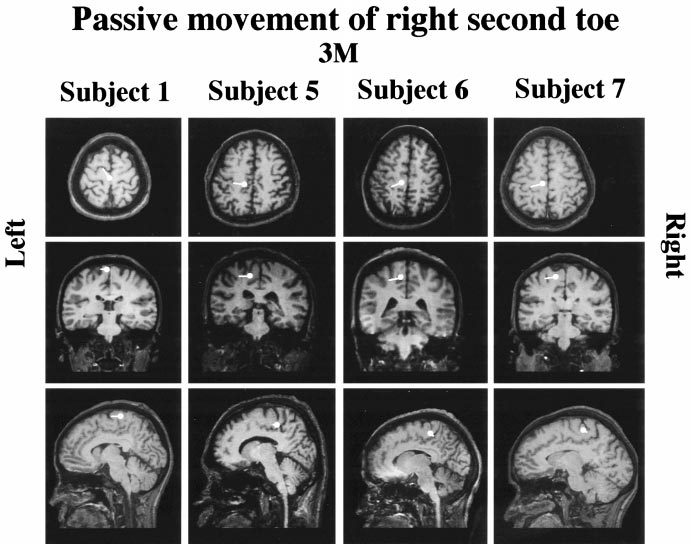 Passive movement of right second toe
3M
Subject 1 Subject 5 Subject 6 Subject 7
Left
Right